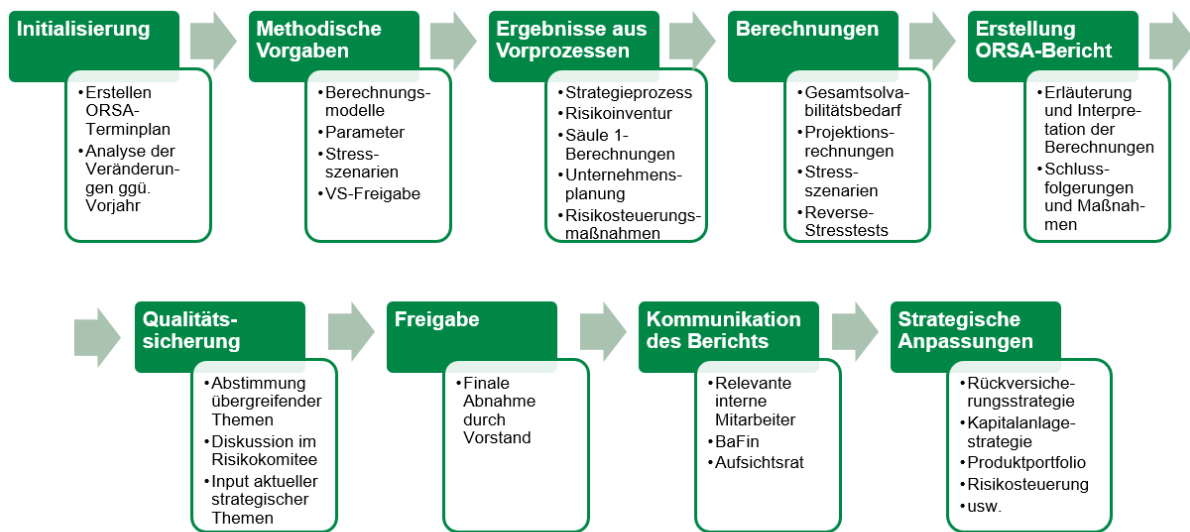 Initialisierung
•Erstellen
ORSA-
Terminplan
•Analyse der
Veränderun-
gen ggü.
Vorjahr
Methodische
Vorgaben
•Berechnungs-
modelle
•Parameter
•Stress-
szenarien
•VS-Freigabe
Ergebnisse aus
Vorprozessen
•Strategieprozess
•Risikoinventur
•Säule 1-
Berechnungen
•Unternehmens-
planung
•Risikosteuerungs-
maßnahmen
Berechnungen
•Gesamtsolva-
bilitätsbedarf
•Projektions-
rechnungen
•Stress-
szenarien
•Reverse-
Stresstests
Erstellung
ORSA-Bericht
•Erläuterung
und Interpre-
tation der
Berechnungen
•Schluss-
folgerungen
und Maßnah-
men
Qualitäts-
sicherung
•Abstimmung
übergreifender
Themen
•Diskussion im
Risikokomitee
•Input aktueller
strategischer
Themen
Freigabe
•Finale
Abnahme
durch
Vorstand
Kommunikation
des Berichts
•Relevante
interne
Mitarbeiter
•BaFin
•Aufsichtsrat
Strategische
Anpassungen
•Rückversiche-
rungsstrategie
•Kapitalanlage-
strategie
•Produktportfolio
•Risikosteuerung
•usw.